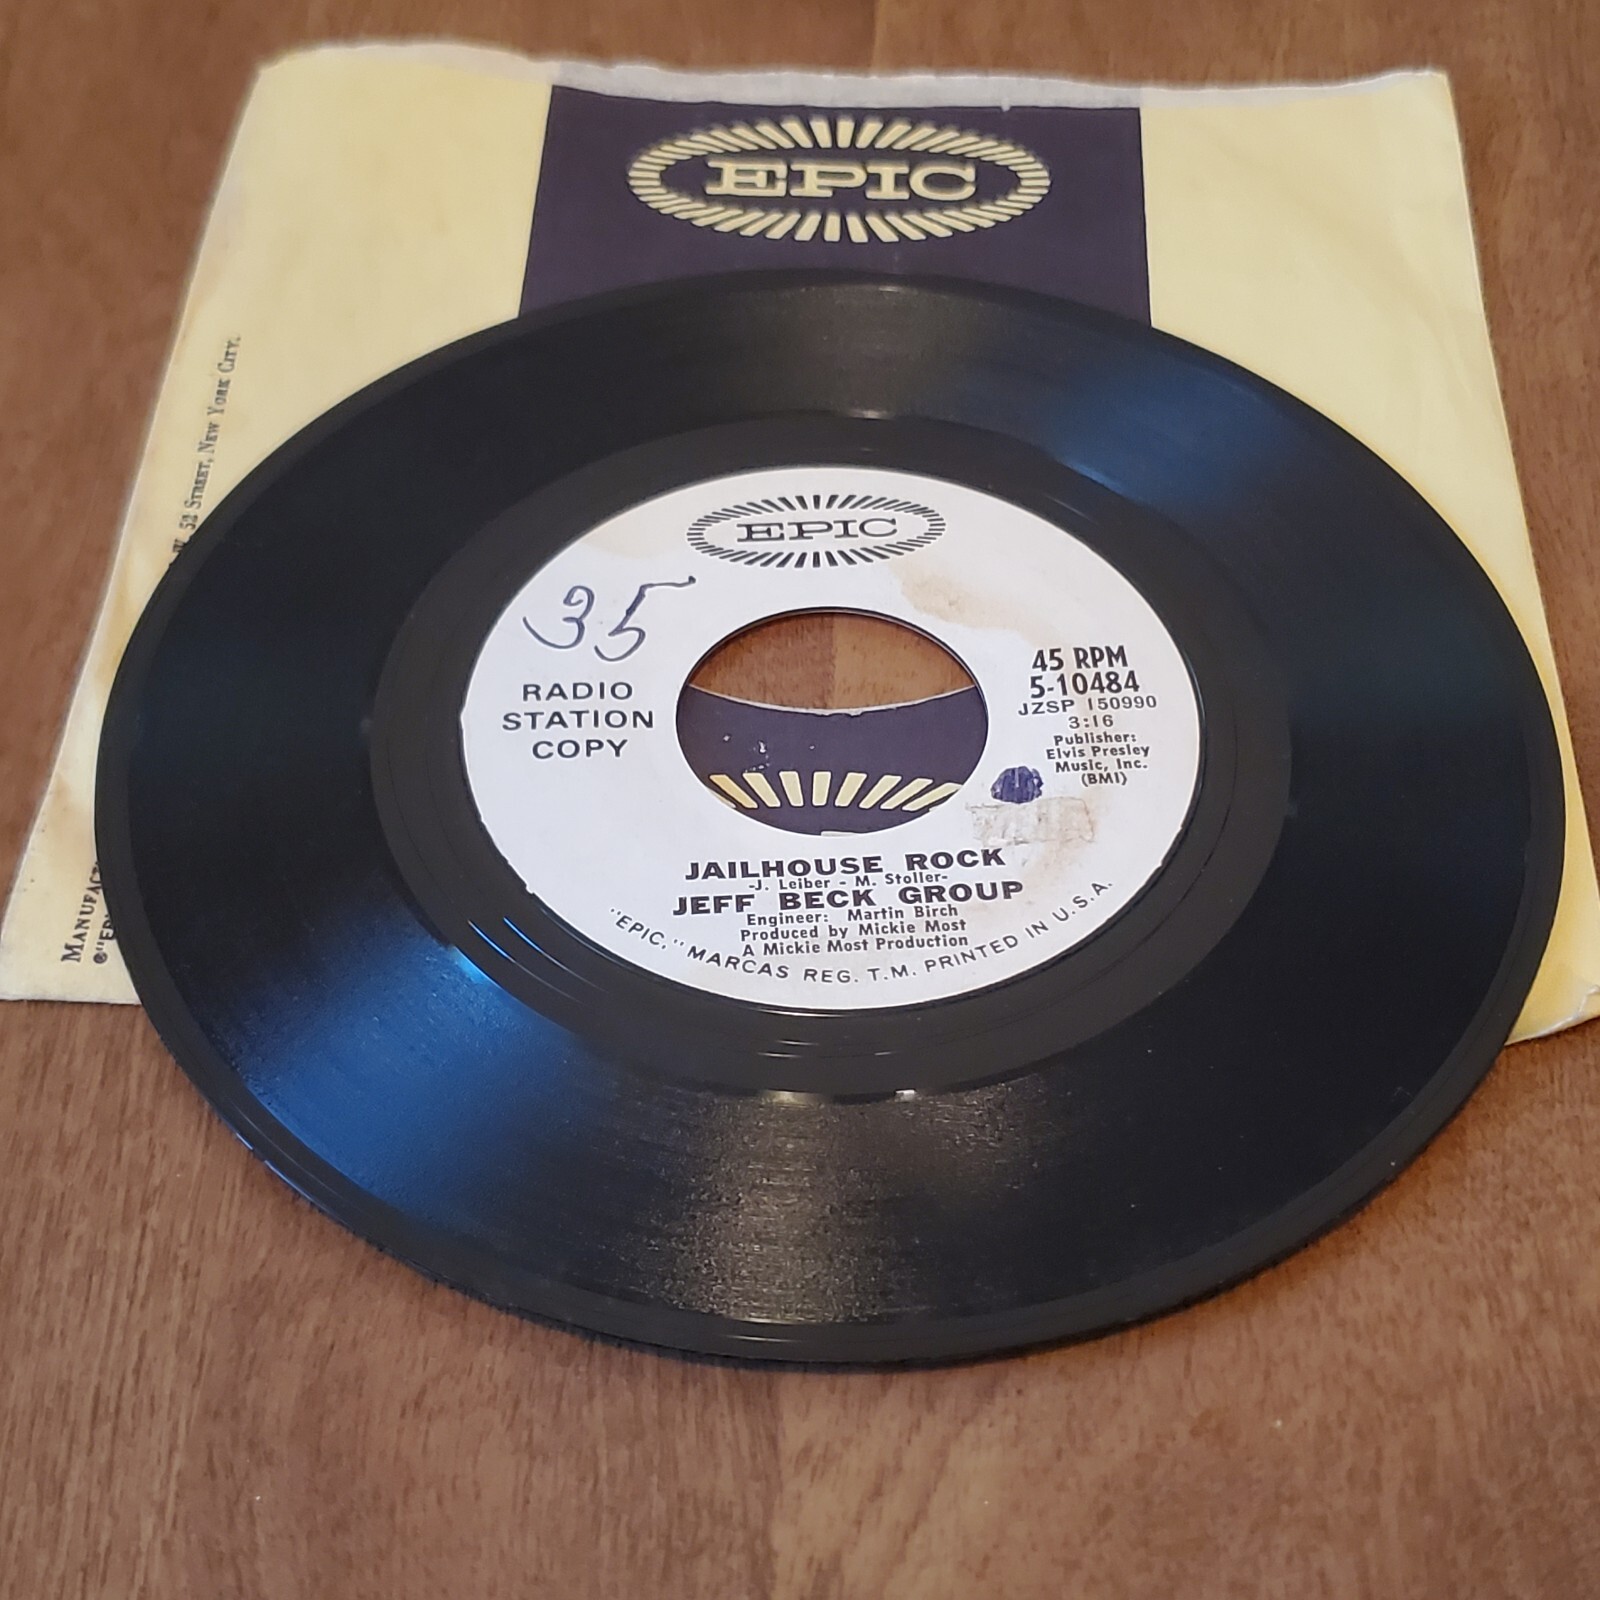 EPIC
W. 52 STREET, NEW YORK CITY.
EPIC
35
RADIO
STATION
COPY
45 RPM
5-10484
JZSP 150990
3:16
Publisher:
Elvis Presley
Music, Inc.
(BMI)
JAILHOUSE ROCK
-J. Leiber - M. Stoller-
JEFF BECK GROUP
Engineer: Martin Birch
Produced by Mickie Most
A Mickie Most Production
"EPIC," MARCAS REG. T.M. PRINTED IN U.S.A.